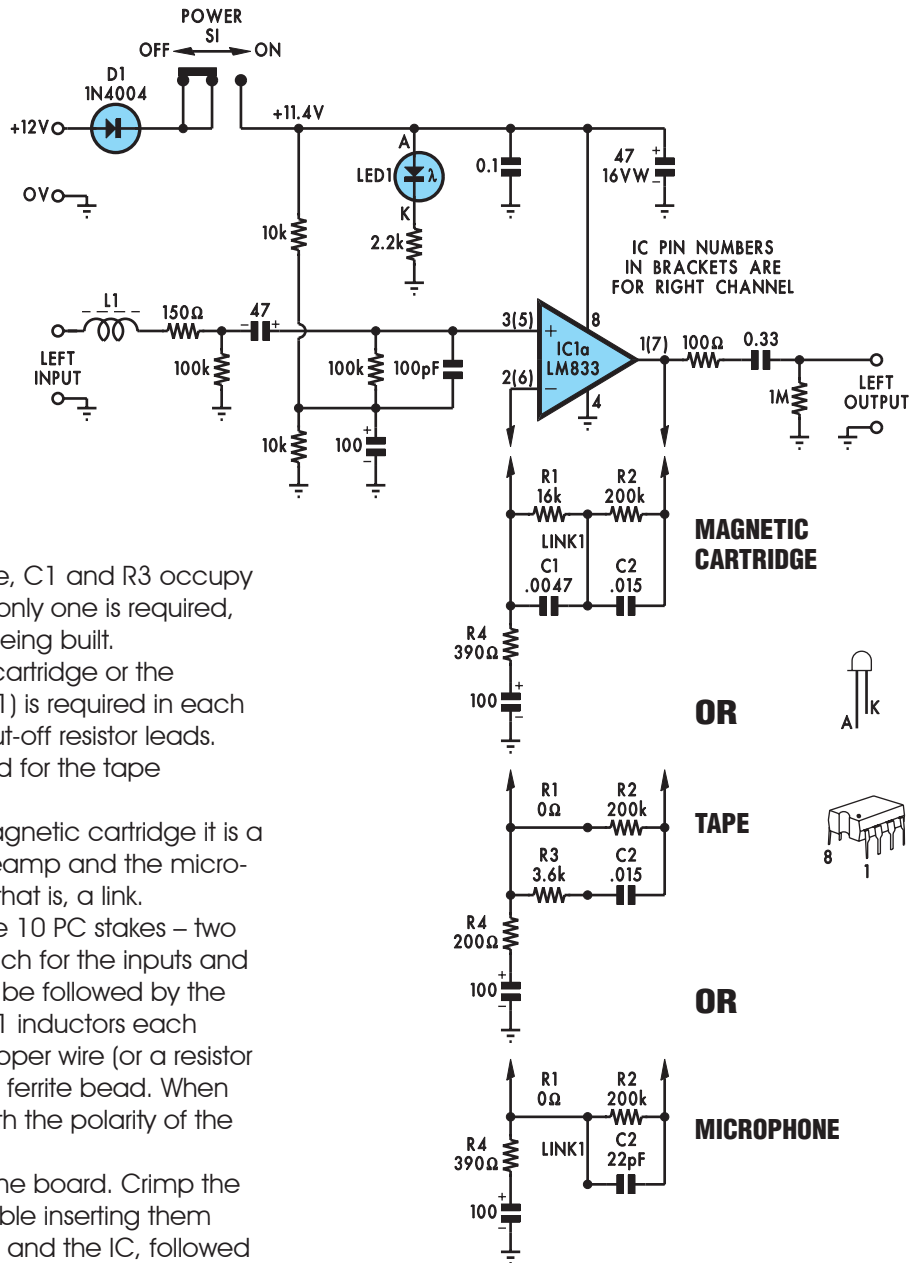 POWER
SI
OFF ON
D1
1N4004
+12V
+11.4V
0V
A
LED1
λ
K
2.2k
0.1
47
16VW
+
−
10k
IC PIN NUMBERS
IN BRACKETS ARE
FOR RIGHT CHANNEL
L1
150Ω
47
− +
LEFT
INPUT
100k
100k
100pF
3(5)
+
8
IC1a
LM833
2(6)
−
4
1(7)
100Ω
0.33
1M
LEFT
OUTPUT
10k
100
+
−
R1
16k
R2
200k
LINK1
C1
.0047
C2
.015
R4
390Ω
100
+
−
MAGNETIC
CARTRIDGE
OR
A
K
R1
0Ω
R2
200k
R3
3.6k
C2
.015
R4
200Ω
100
+
−
TAPE
8
1
OR
R1
0Ω
R2
200k
LINK1
C2
22pF
R4
390Ω
100
+
−
MICROPHONE
e, C1 and R3 occupy
only one is required,
eing built.
cartridge or the
1) is required in each
ut-off resistor leads.
d for the tape
agnetic cartridge it is a
eamp and the micro-
that is, a link.
e 10 PC stakes – two
ch for the inputs and
be followed by the
1 inductors each
oper wire (or a resistor
ferrite bead. When
th the polarity of the
ne board. Crimp the
ble inserting them
and the IC, followed